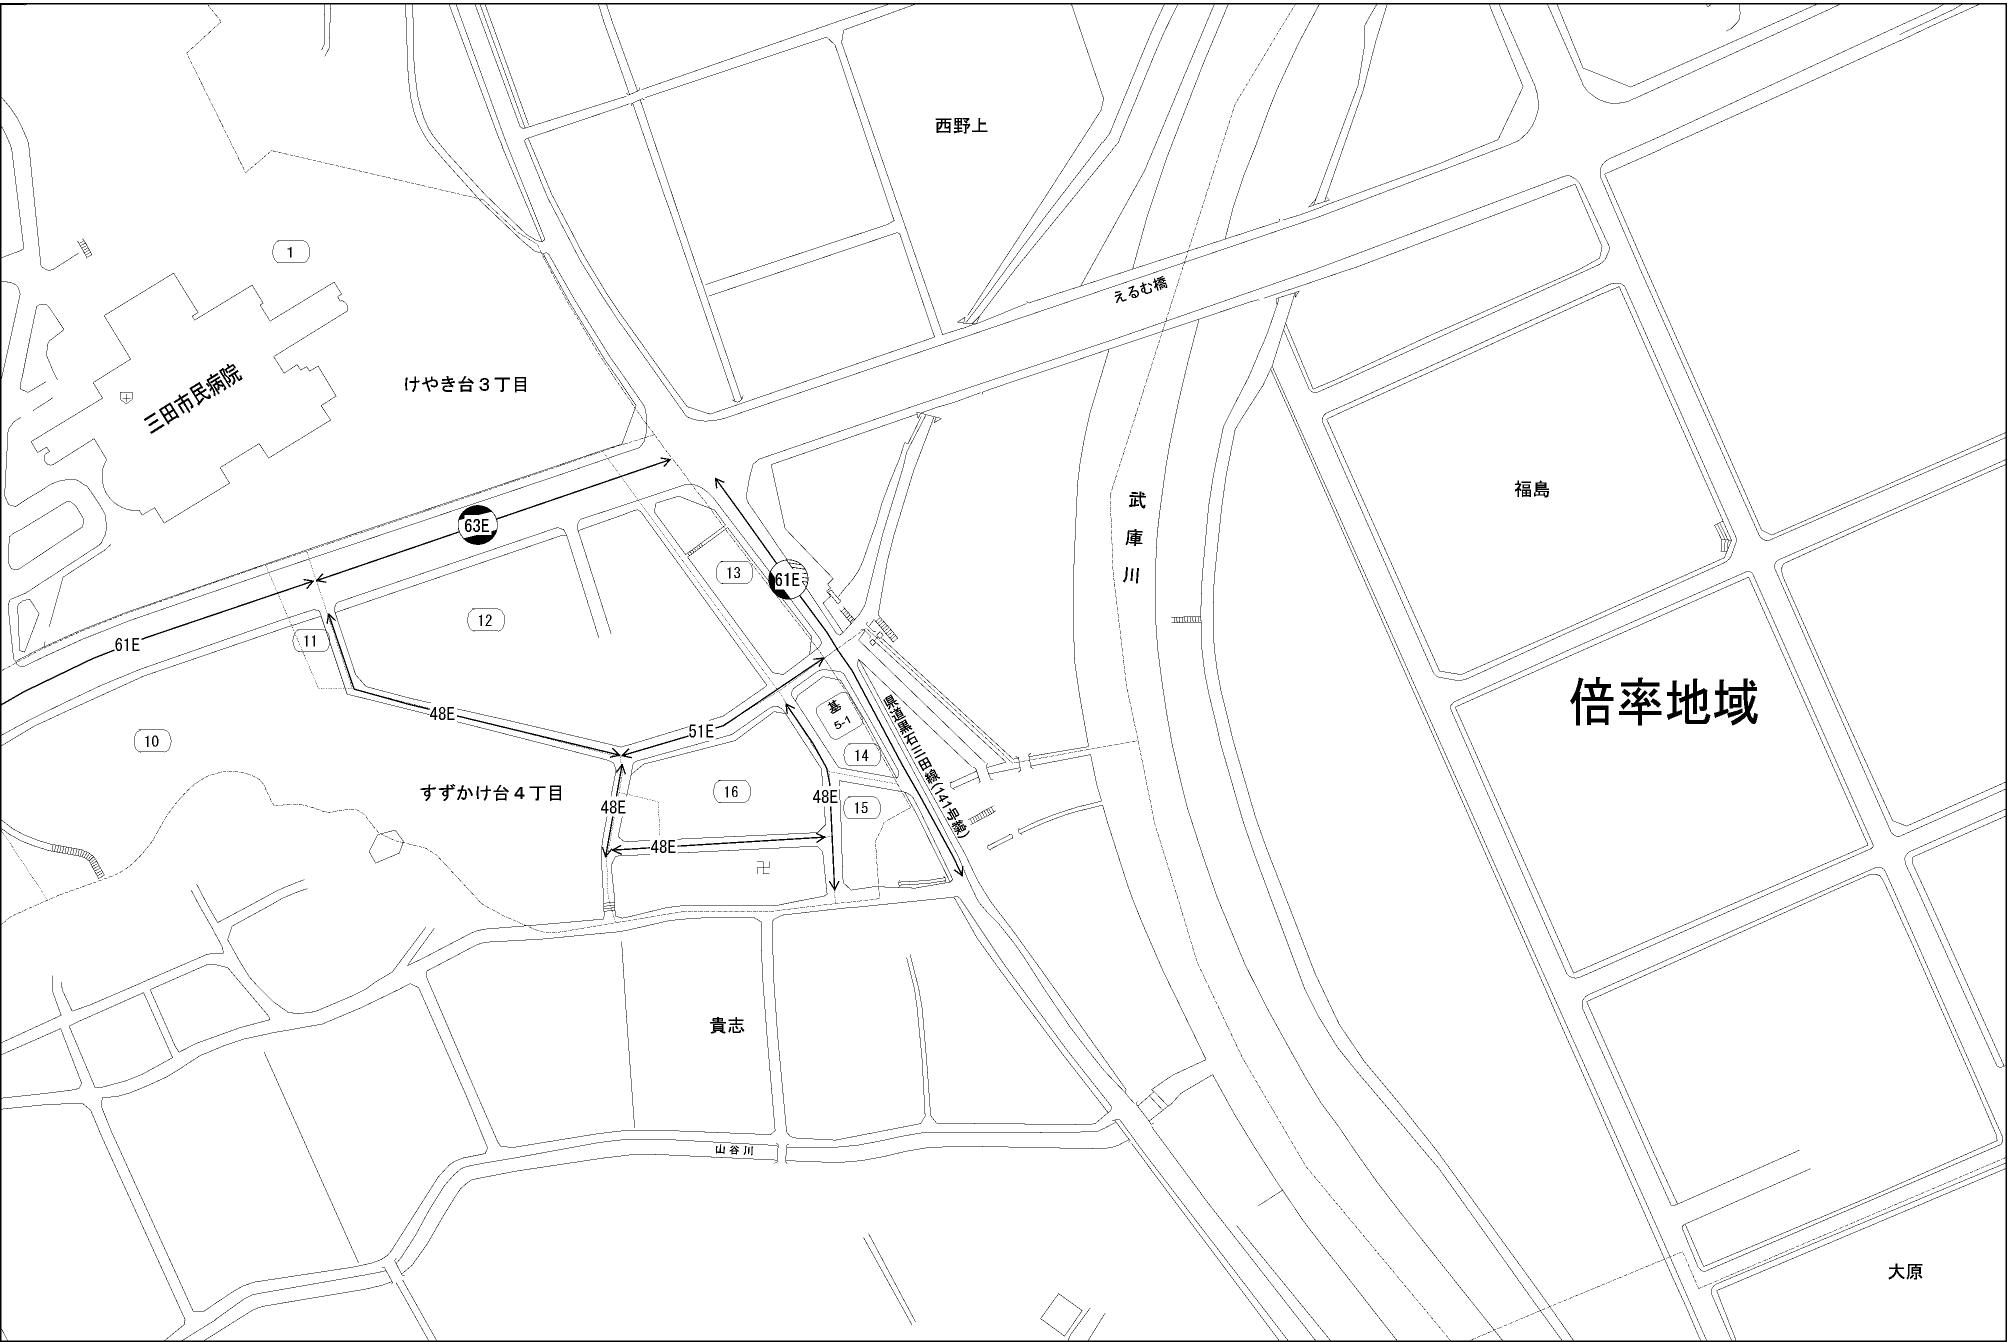 西野上
1
えるむ橋
三田市民病院
けやき台3丁目
武庫川
福島
63E
13
61E
12
11
61E
倍率地域
基
5-1
県道黒石三田線(141号線)
48E
51E
10
14
すずかけ台4丁目
16
48E
48E
15
48E
卍
貴志
山谷川
大原